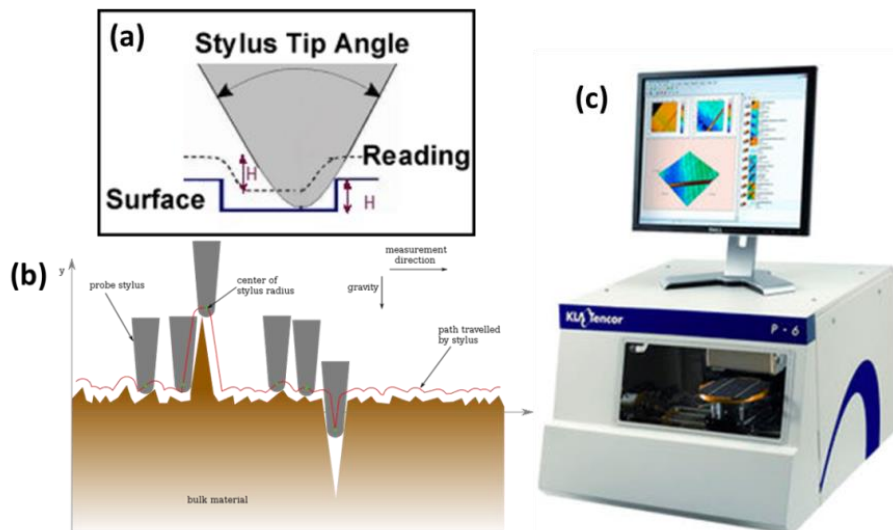 (a)
Stylus Tip Angle
Reading
H
Surface
H
(b)
y
probe stylus
center of
stylus radius
measurement
direction
gravity
path travelled
by stylus
bulk material
(c)
DELL
KLA Tencor
P - 6